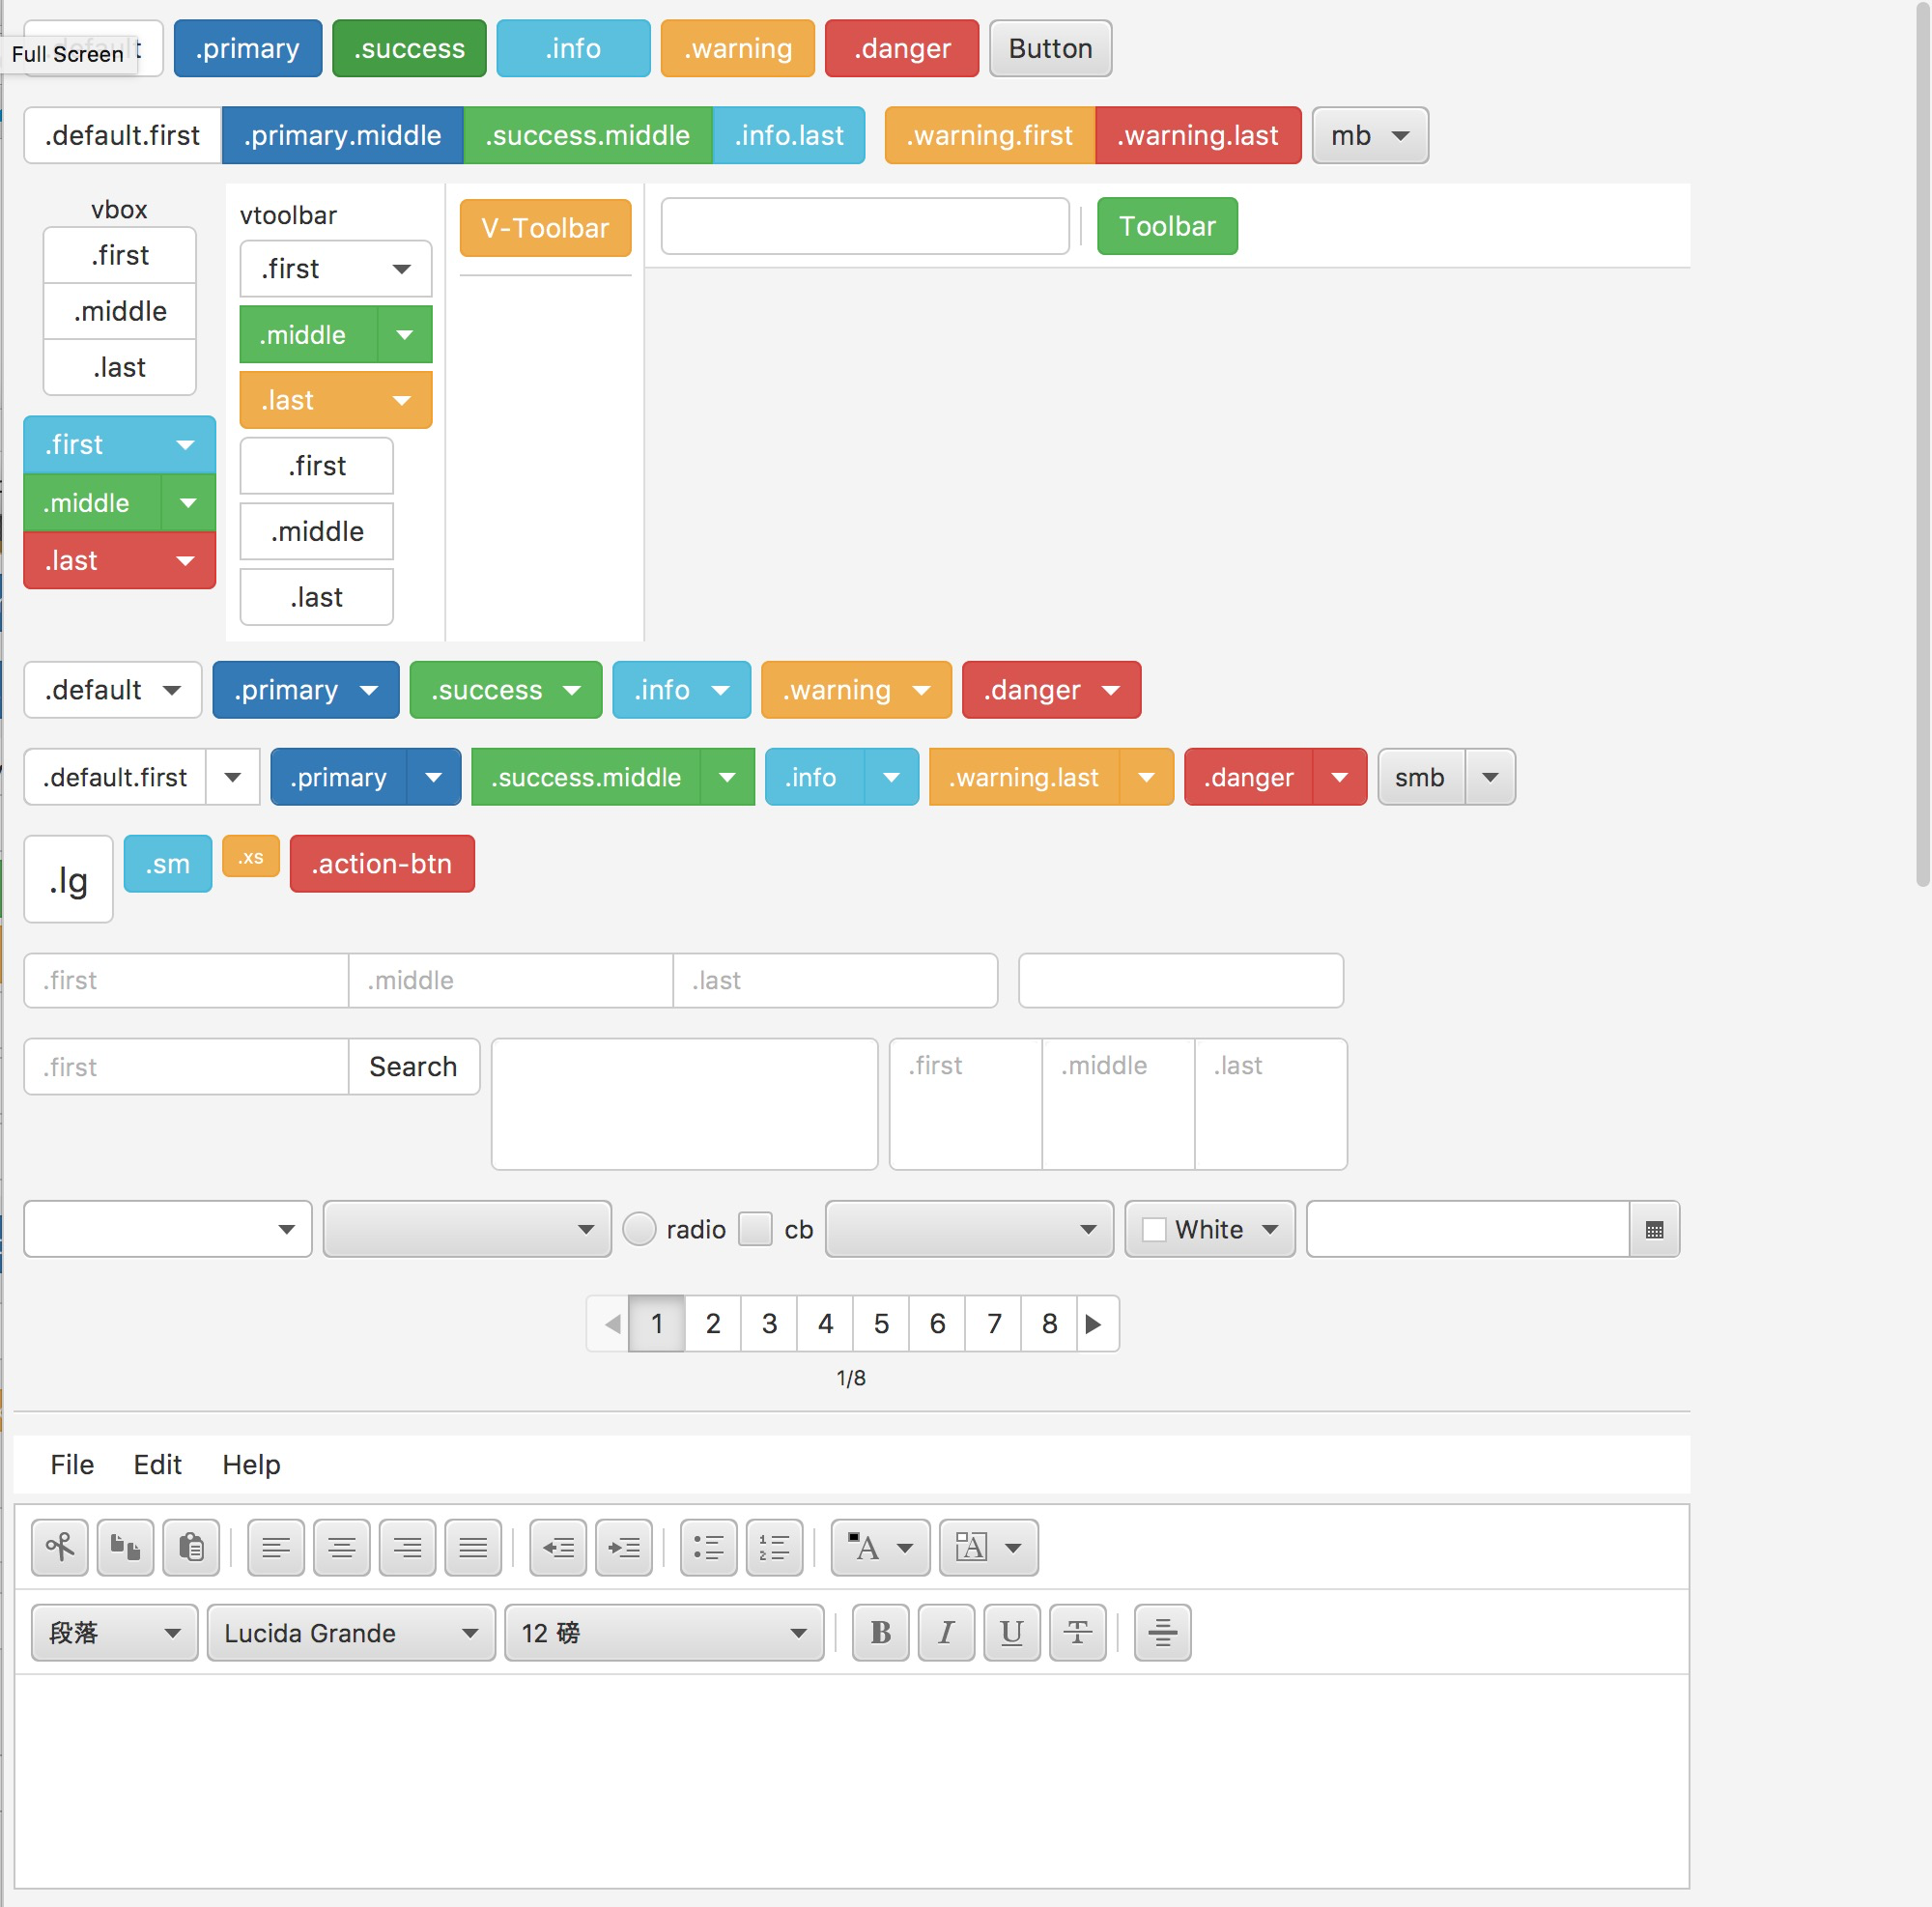 Full Screen .primary .success .info .warning .danger Button
.default.first .primary.middle .success.middle .info.last .warning.first .warning.last mb
vbox
.first
.middle
.last
.first
.middle
.last
vtoolbar
.first
.middle
.last
.first
.middle
.last
V-Toolbar
Toolbar
.default .primary .success .info .warning .danger
.default.first .primary .success.middle .info .warning.last .danger smb
.lg .sm .xs .action-btn
.first .middle .last
.first Search .first .middle .last
radio cb White
1 2 3 4 5 6 7 8
1/8
File Edit Help
A A
段落 Lucida Grande 12 磅 B I U T